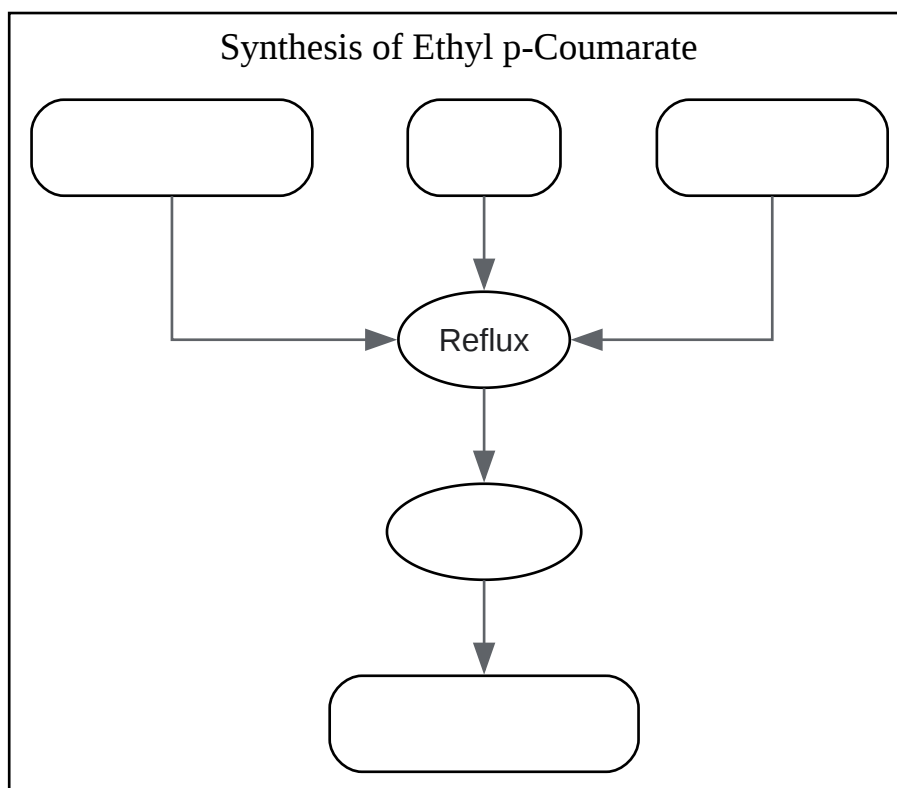 Synthesis of Ethyl p-Coumarate
Reflux